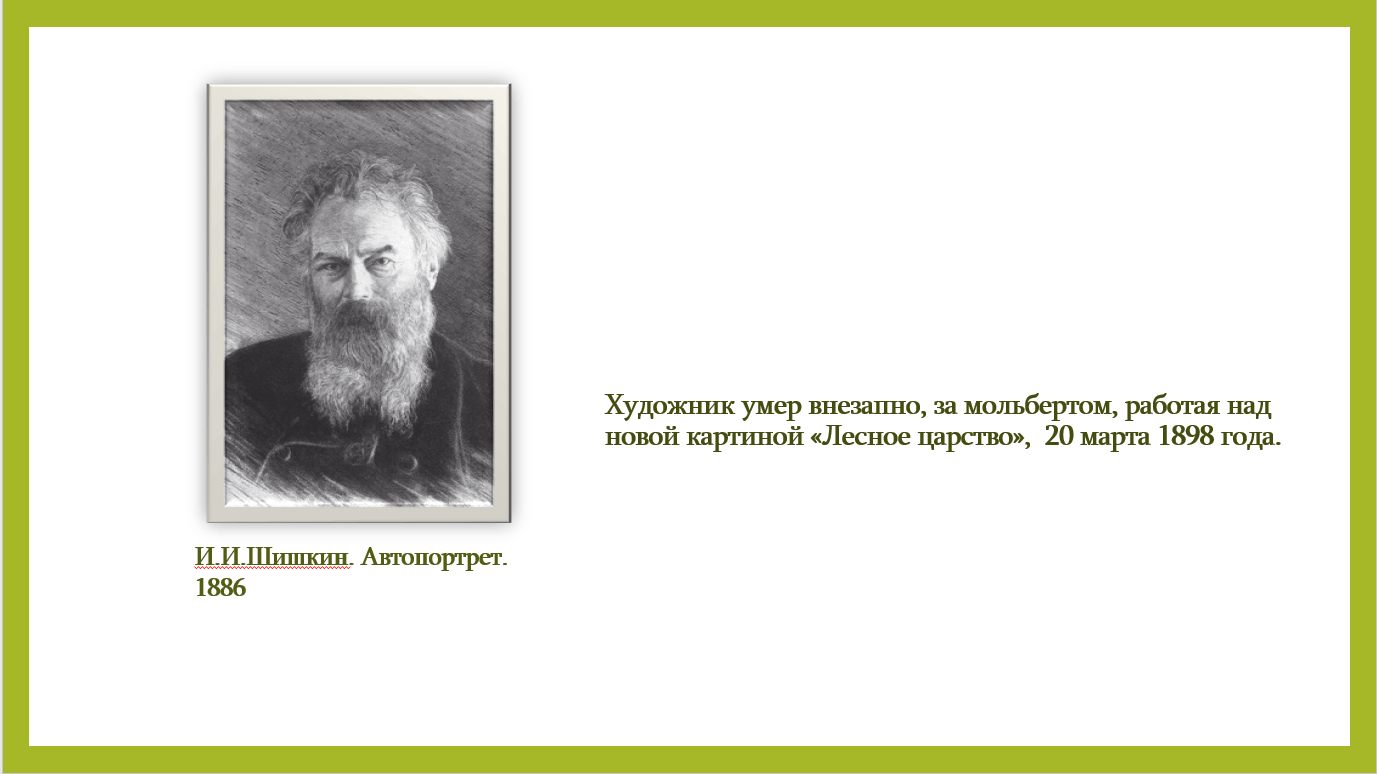 Художник умер внезапно, за мольбертом, работая над
новой картиной «Лесное царство»,  20 марта 1898 года.
И.И.Шишкин. Автопортрет.
1886